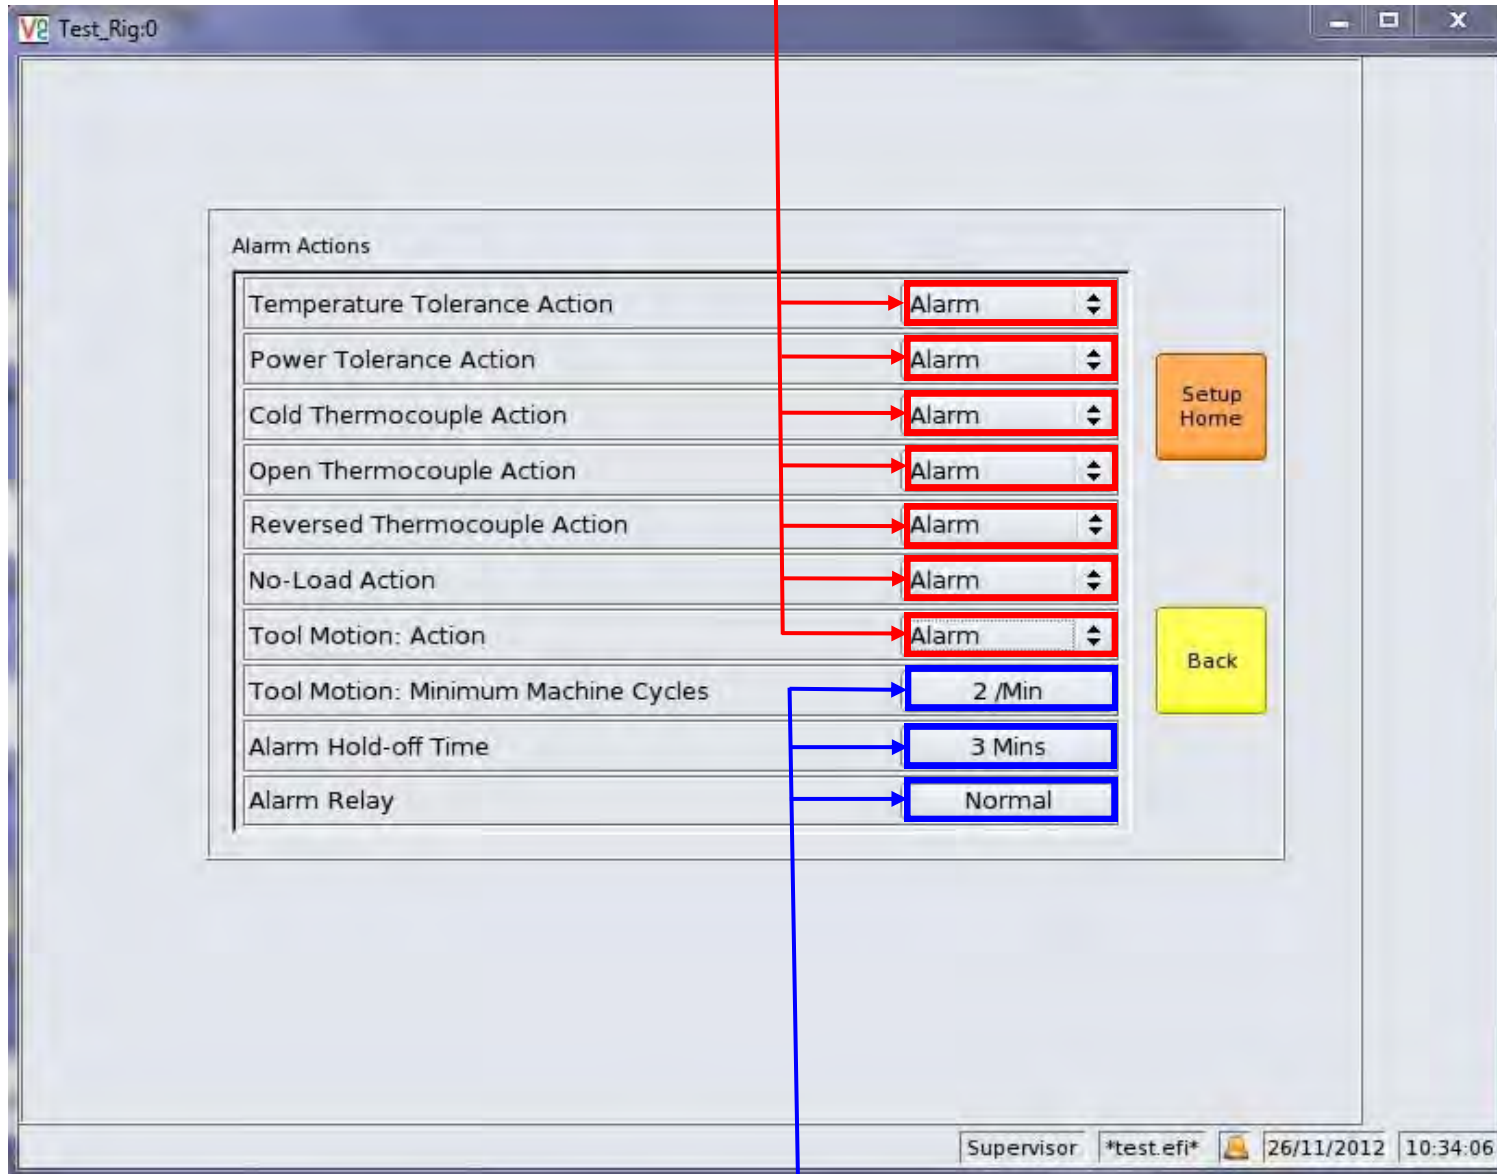 V2 Test_Rig:0
Alarm Actions
Temperature Tolerance Action Alarm
Power Tolerance Action Alarm
Cold Thermocouple Action Alarm
Open Thermocouple Action Alarm
Reversed Thermocouple Action Alarm
No-Load Action Alarm
Tool Motion: Action Alarm
Tool Motion: Minimum Machine Cycles 2 /Min
Alarm Hold-off Time 3 Mins
Alarm Relay Normal
Setup
Home
Back
Supervisor *test.efi* 26/11/2012 10:34:06